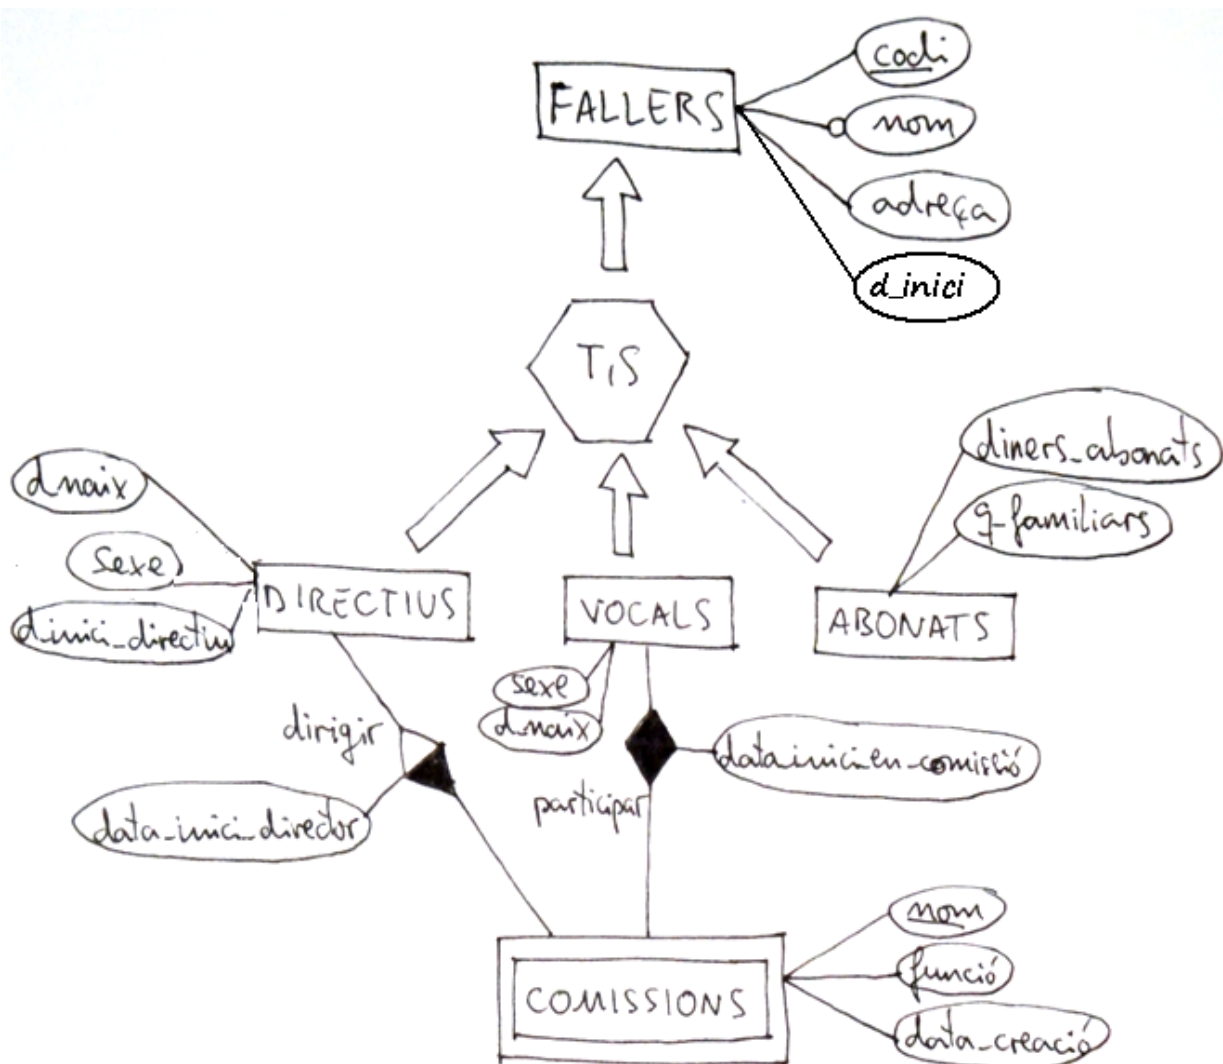 FALLERS
codi
nom
adreça
d_inici
T,S
diners_abonats
q_familiars
d_naix
sexe
d_inici_directiu
DIRECTIUS
VOCALS
ABONATS
sexe
d_naix
dirigir
data_inici_en_comissió
participar
data_inici_director
nom
funció
COMISSIONS
data_creació